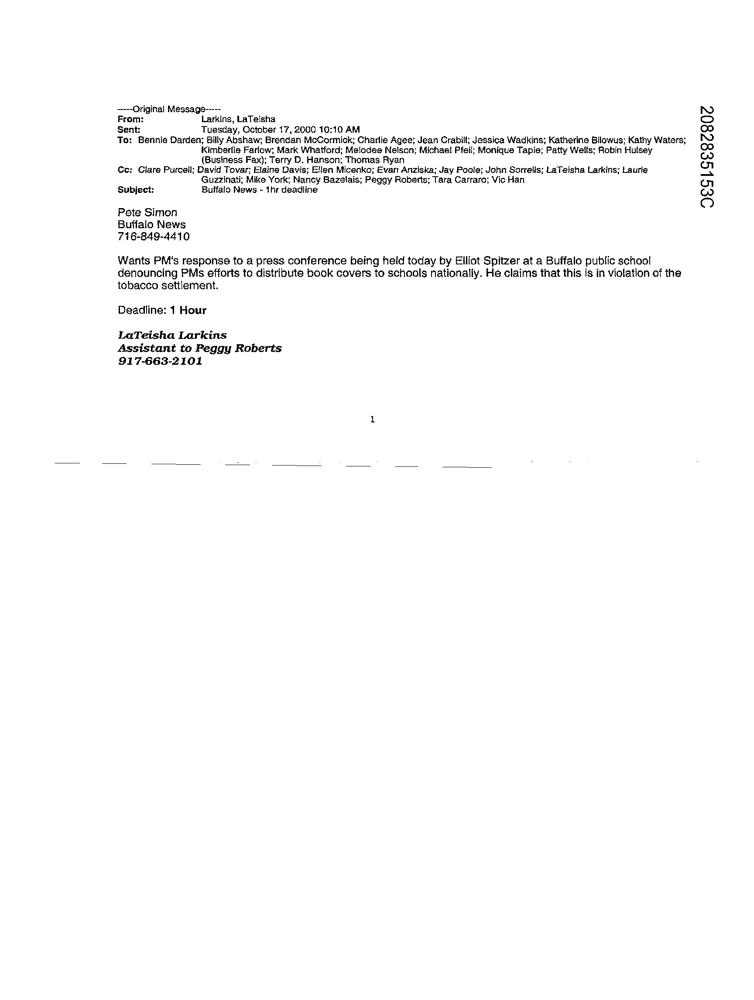 -----Original Message-----
From: Larkins, LaTeisha
Sent: Tuesday, October 17, 2000 10:10 AM
To: Bennie Darden; Billy Abshaw; Brendan McCormick; Charlie Agee; Jean Crabill; Jessica Wadkins; Katherine Bilowus; Kathy Waters;
Kimberlie Farlow; Mark Whatford; Melodee Nelson; Michael Pfeil; Monique Tapie; Patty Wells; Robin Hulsey
(Business Fax); Terry D. Hanson; Thomas Ryan
Cc: Clare Purcell; David Tovar; Elaine Davis; Ellen Micenko; Evan Anziska; Jay Poole; John Sorrells; LaTeisha Larkins; Laurie
Guzzinati; Mike York; Nancy Bazelais; Peggy Roberts; Tara Carraro; Vic Han
Subject: Buffalo News - 1hr deadline
Pete Simon
Buffalo News
716-849-4410
Wants PM's response to a press conference being held today by Elliot Spitzer at a Buffalo public school
denouncing PMs efforts to distribute book covers to schools nationally. He claims that this is in violation of the
tobacco settlement.
Deadline: 1 Hour
LaTeisha Larkins
Assistant to Peggy Roberts
917-663-2101
1
2082835153C